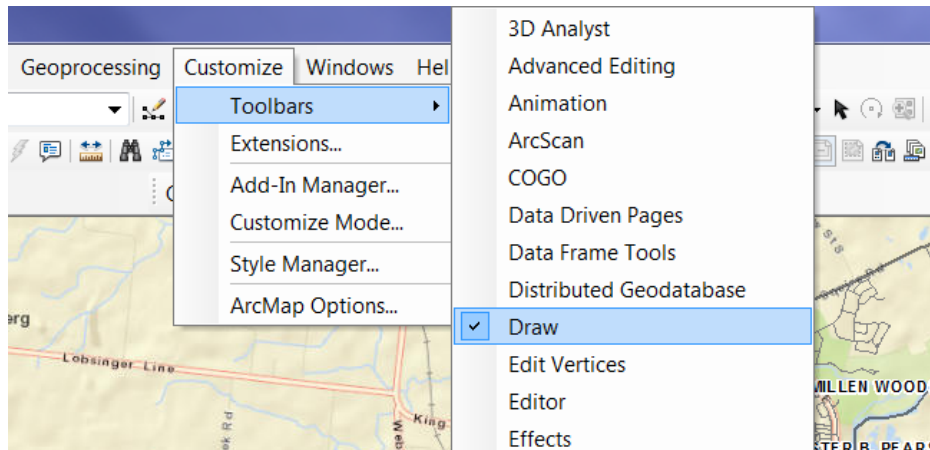 Geoprocessing Customize Windows Hel
Toolbars
Extensions...
Add-In Manager...
Customize Mode...
Style Manager...
ArcMap Options...
3D Analyst
Advanced Editing
Animation
ArcScan
COGO
Data Driven Pages
Data Frame Tools
Distributed Geodatabase
Draw
Edit Vertices
Editor
Effects
erg
Lobsinger Line
King
MILLEN WOOD